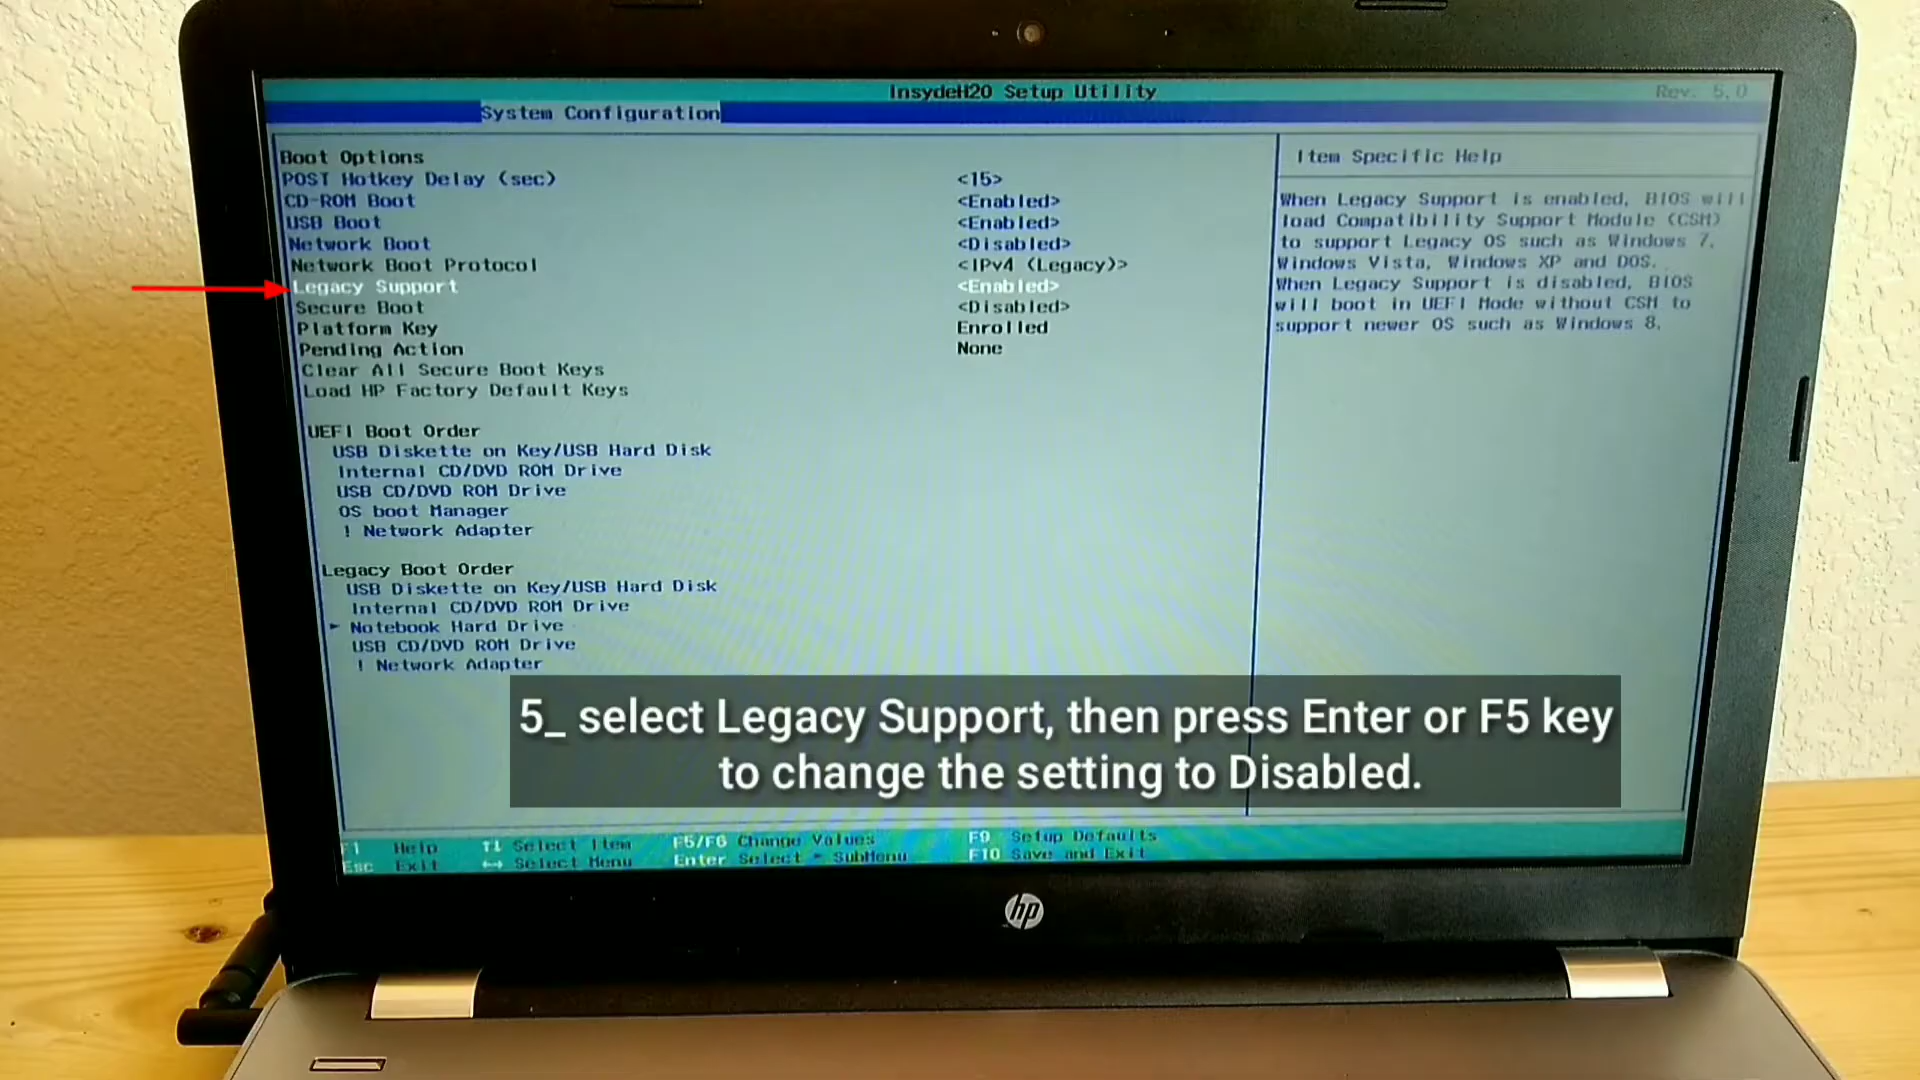 InsydeH20 Setup Utility
Rev. 5.0
System Configuration
Boot Options
POST Hotkey Delay (sec) <15>
CD-ROM Boot <Enabled>
USB Boot <Enabled>
Network Boot <Disabled>
Network Boot Protocol <IPv4 (Legacy)>
Legacy Support <Enabled>
Secure Boot <Disabled>
Platform Key Enrolled
Pending Action None
Clear All Secure Boot Keys
Load HP Factory Default Keys
UEFI Boot Order
USB Diskette on Key/USB Hard Disk
Internal CD/DVD ROM Drive
USB CD/DVD ROM Drive
OS boot Manager
! Network Adapter
Legacy Boot Order
USB Diskette on Key/USB Hard Disk
Internal CD/DVD ROM Drive
► Notebook Hard Drive
USB CD/DVD ROM Drive
! Network Adapter
Item Specific Help
When Legacy Support is enabled, BIOS will
load Compatibility Support Module (CSM)
to support Legacy OS such as Windows 7,
Windows Vista, Windows XP and DOS.
When Legacy Support is disabled, BIOS
will boot in UEFI Mode without CSM to
support newer OS such as Windows 8.
5_ select Legacy Support, then press Enter or F5 key
to change the setting to Disabled.
F1 Help ↑↓ Select Item F5/F6 Change Values F9 Setup Defaults
Esc Exit ↔ Select Menu Enter Select ► SubMenu F10 Save and Exit
hp